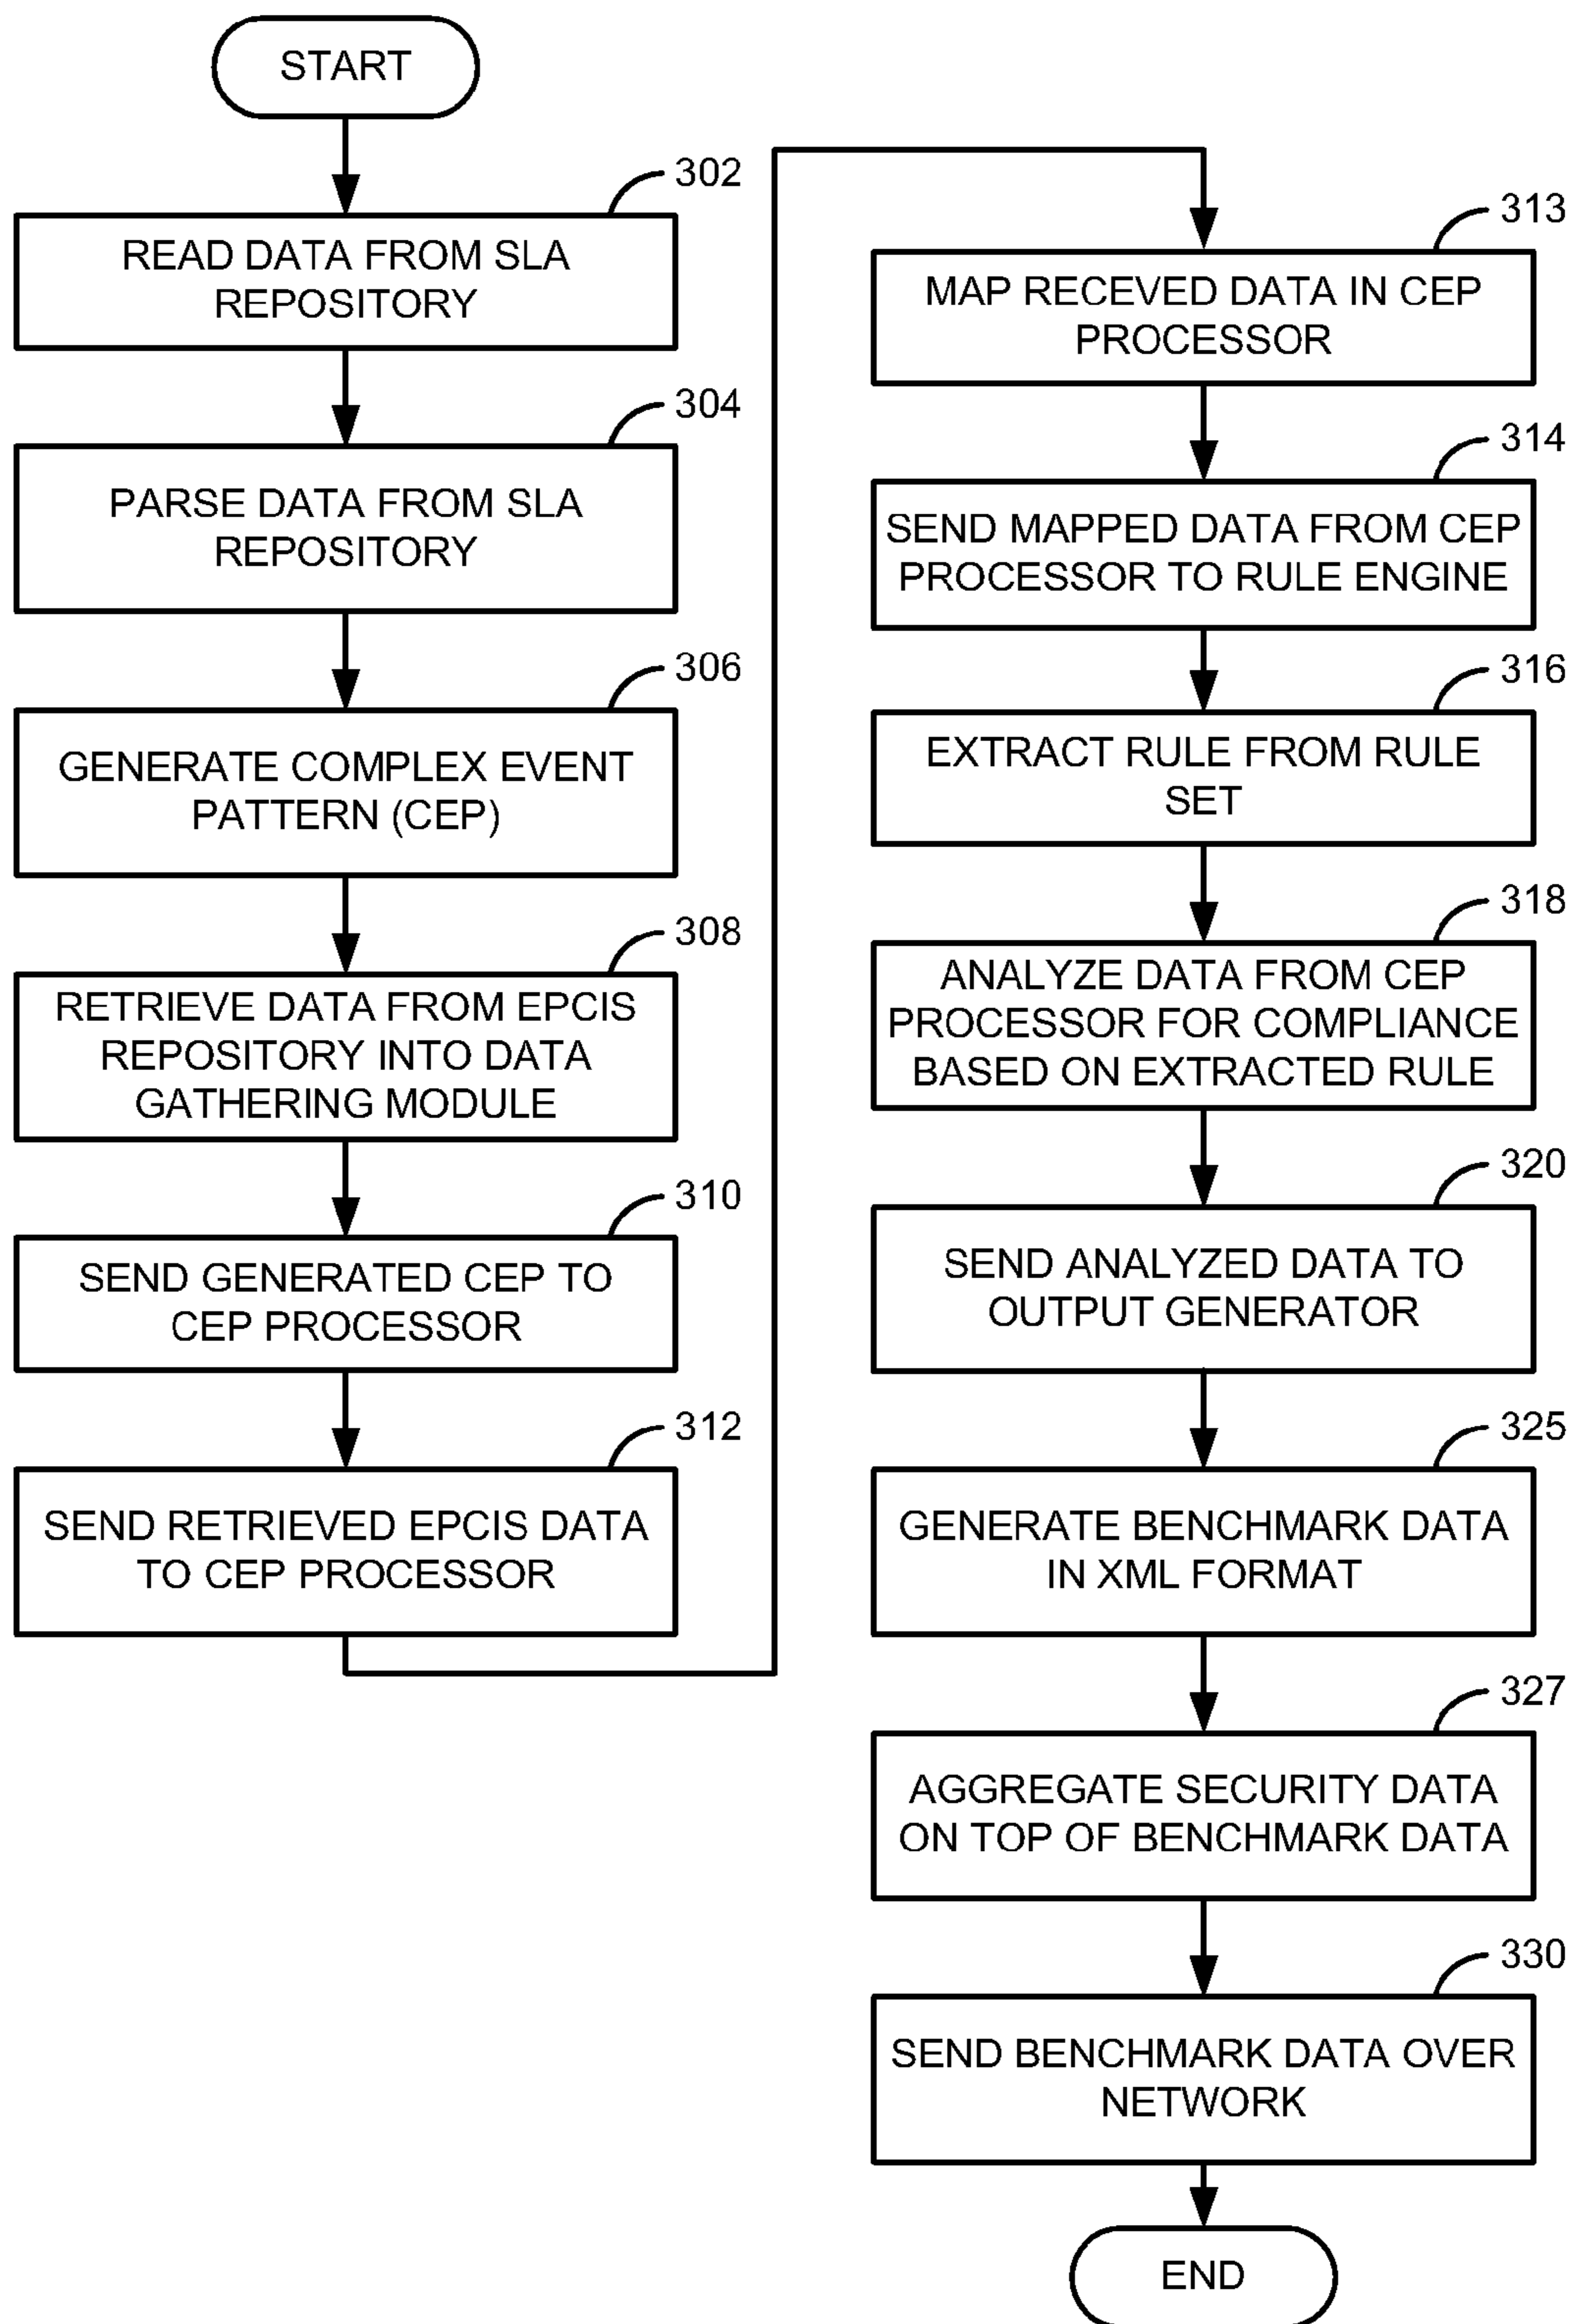 START
302
READ DATA FROM SLA
REPOSITORY
304
PARSE DATA FROM SLA
REPOSITORY
306
GENERATE COMPLEX EVENT
PATTERN (CEP)
308
RETRIEVE DATA FROM EPCIS
REPOSITORY INTO DATA
GATHERING MODULE
310
SEND GENERATED CEP TO
CEP PROCESSOR
312
SEND RETRIEVED EPCIS DATA
TO CEP PROCESSOR
313
MAP RECEVED DATA IN CEP
PROCESSOR
314
SEND MAPPED DATA FROM CEP
PROCESSOR TO RULE ENGINE
316
EXTRACT RULE FROM RULE
SET
318
ANALYZE DATA FROM CEP
PROCESSOR FOR COMPLIANCE
BASED ON EXTRACTED RULE
320
SEND ANALYZED DATA TO
OUTPUT GENERATOR
325
GENERATE BENCHMARK DATA
IN XML FORMAT
327
AGGREGATE SECURITY DATA
ON TOP OF BENCHMARK DATA
330
SEND BENCHMARK DATA OVER
NETWORK
END